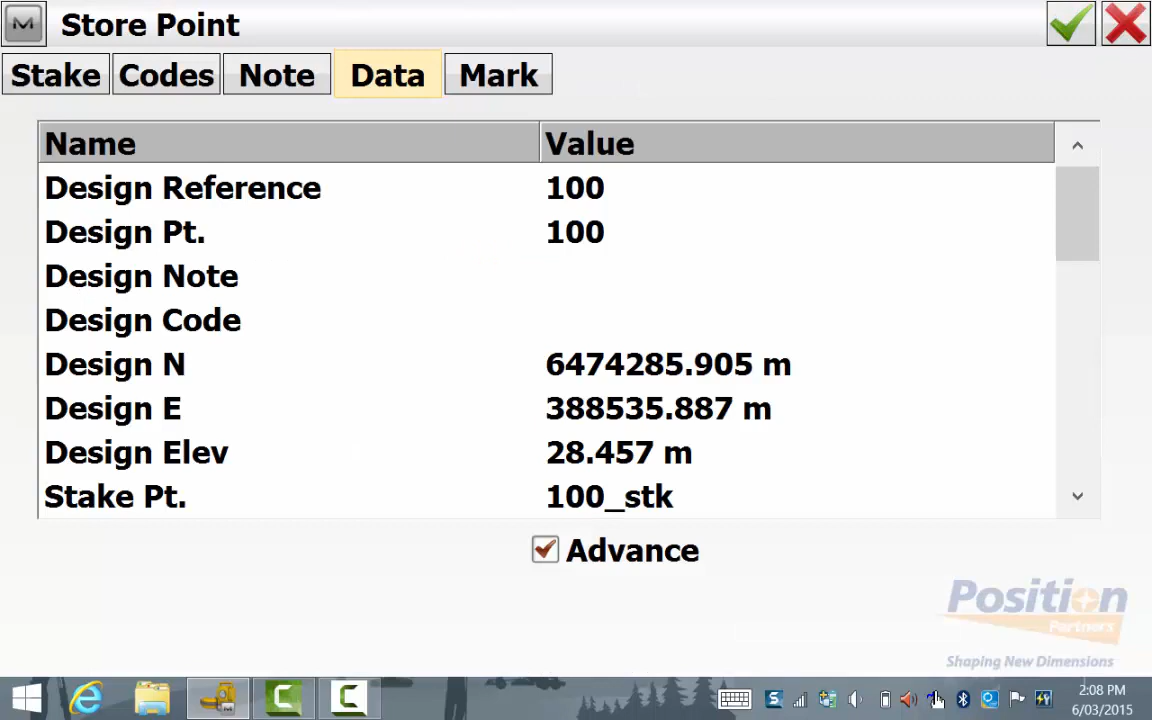 Store Point
Stake Codes Note Data Mark
Name Value
Design Reference 100
Design Pt. 100
Design Note
Design Code
Design N 6474285.905 m
Design E 388535.887 m
Design Elev 28.457 m
Stake Pt. 100_stk
Advance
Position
Partners
Shaping New Dimensions
2:08 PM
6/03/2015